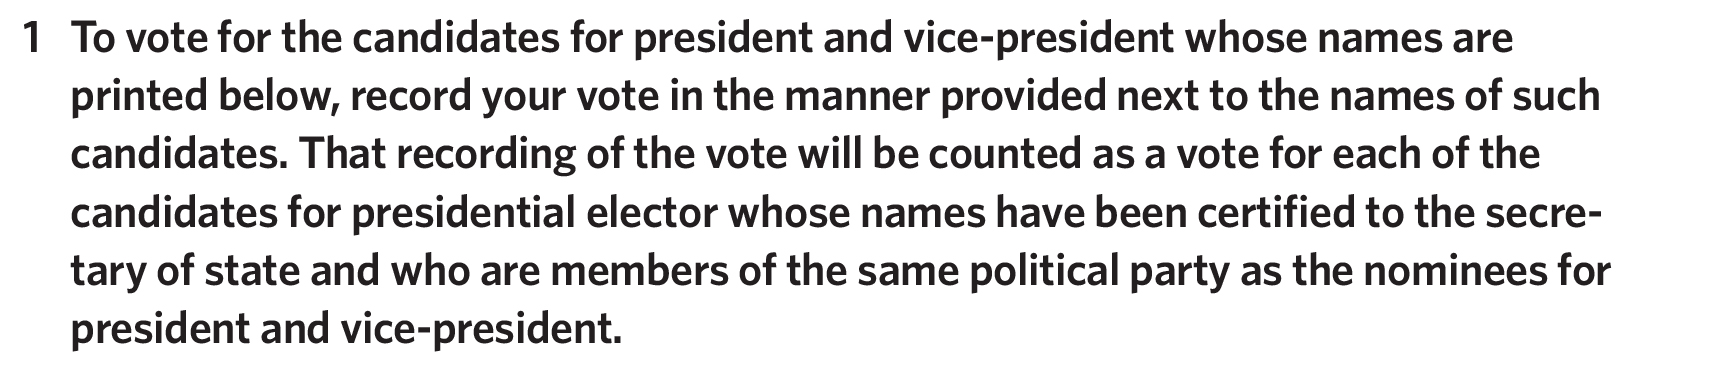 1 To vote for the candidates for president and vice-president whose names are
printed below, record your vote in the manner provided next to the names of such
candidates. That recording of the vote will be counted as a vote for each of the
candidates for presidential elector whose names have been certified to the secre-
tary of state and who are members of the same political party as the nominees for
president and vice-president.